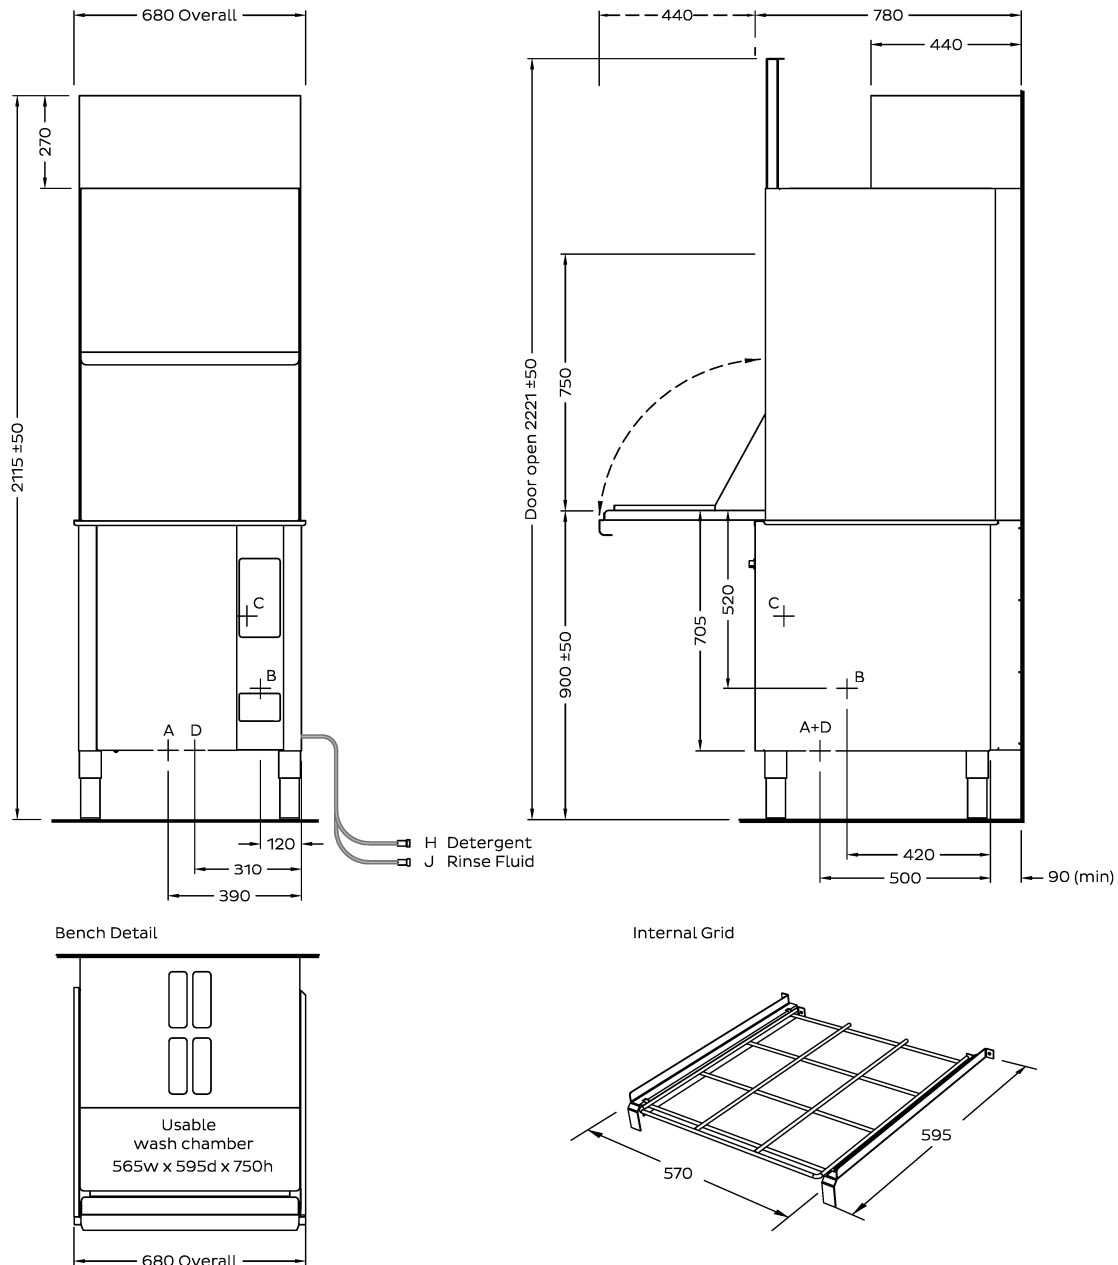 680 Overall
440
780
440
270
2115 ±50
Door open 2221 ±50
750
900 ±50
705
520
C
C
B
B
A
D
A+D
120
310
390
H Detergent
J Rinse Fluid
420
500
90 (min)
Bench Detail
Internal Grid
Usable
wash chamber
565w x 595d x 750h
570
595
680 Overall